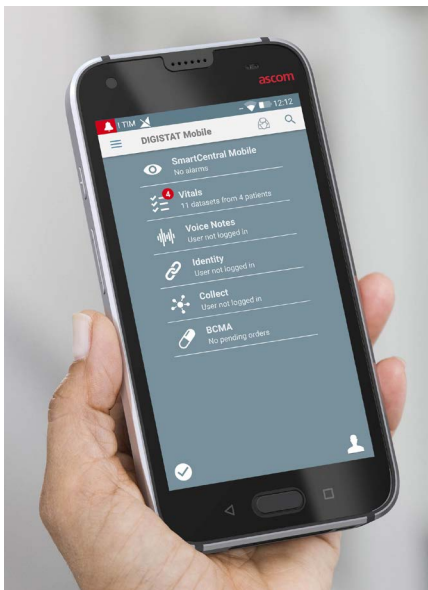 ascom
TIM
12:12
DIGISTAT Mobile
SmartCentral Mobile
No alarms
4
Vitals
11 datasets from 4 patients
Voice Notes
User not logged in
Identity
User not logged in
Collect
User not logged in
BCMA
No pending orders